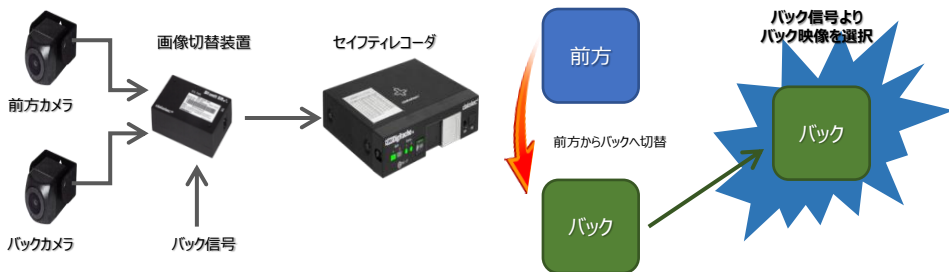 画像切替装置
セイフティレコーダ
前方カメラ
バックカメラ
バック信号
前方
前方からバックへ切替
バック
バック信号より
バック映像を選択
バック